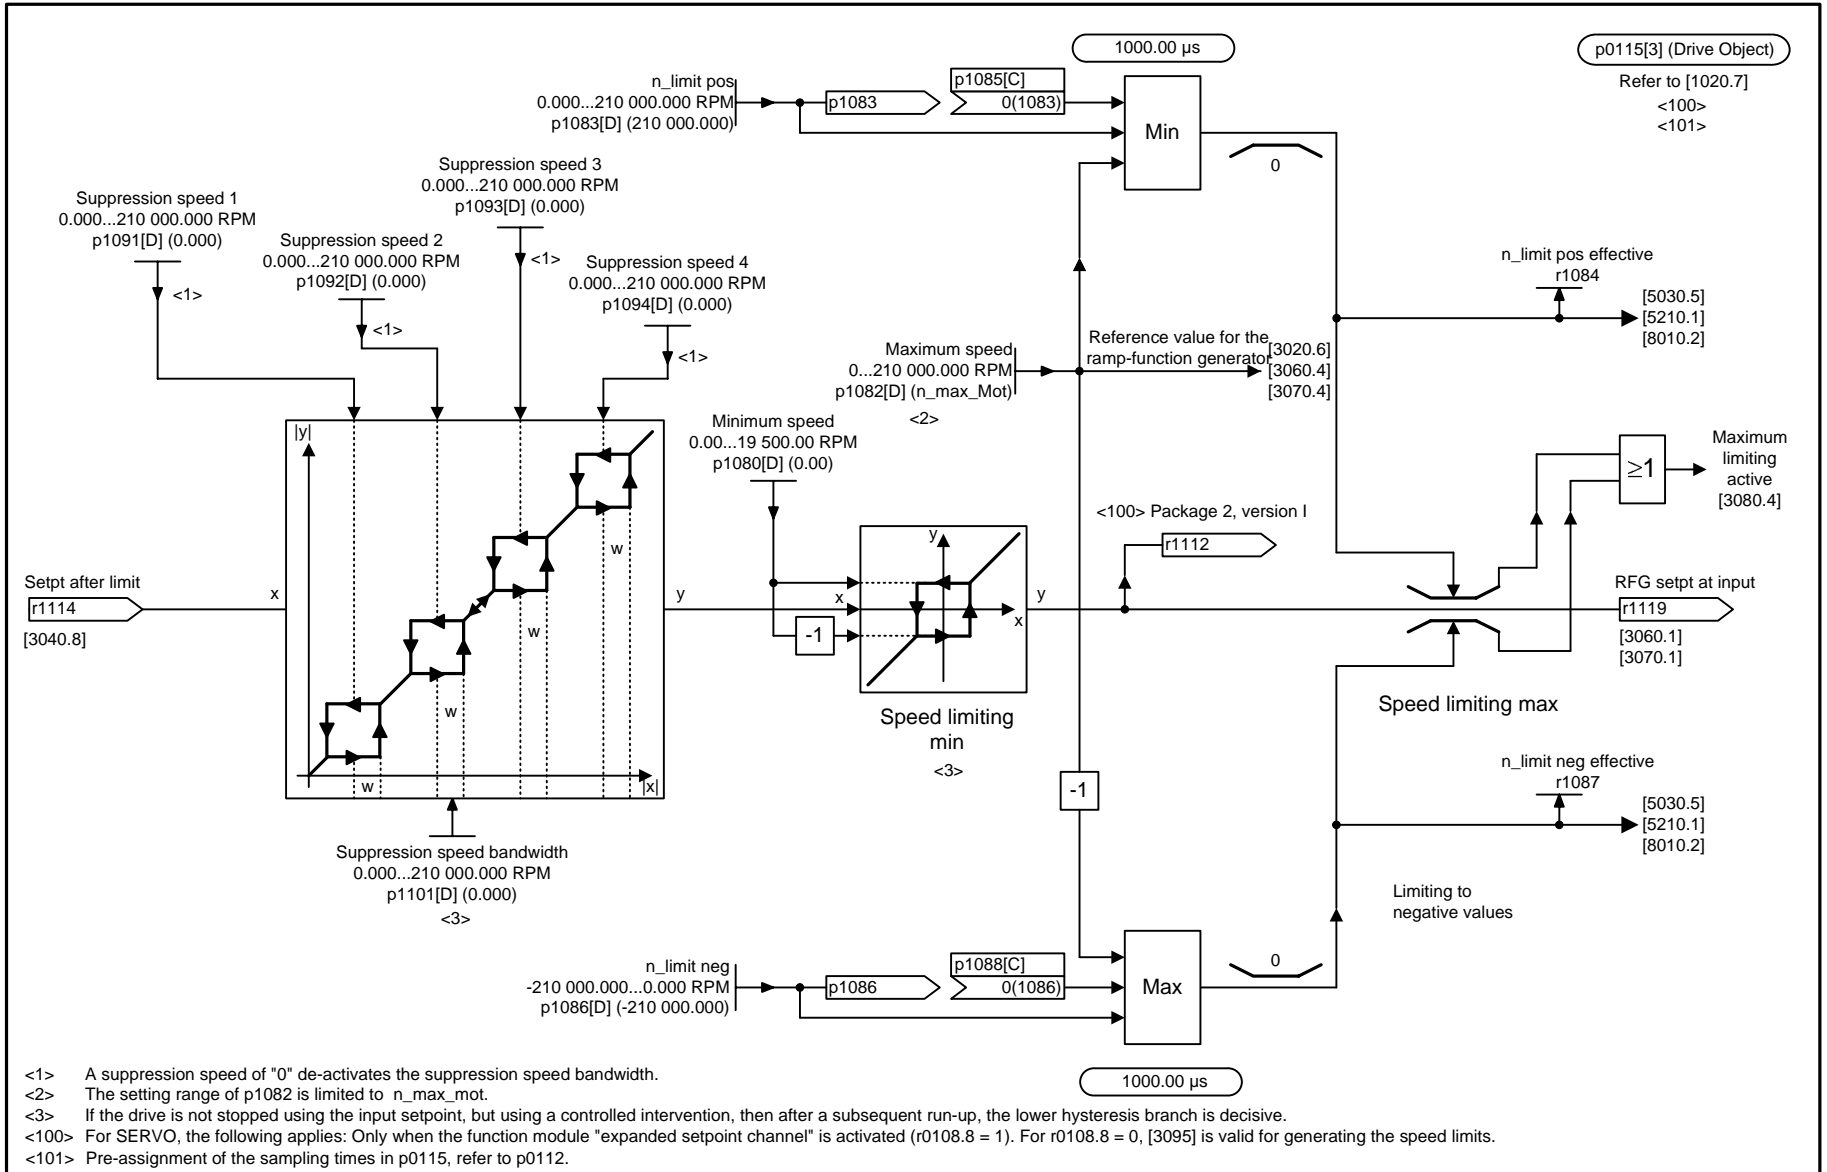 1000.00 µs
p0115[3] (Drive Object)
Refer to [1020.7]
<100>
<101>
n_limit pos
0.000...210 000.000 RPM
p1083[D] (210 000.000)
p1083
p1085[C]
0(1083)
Min
0
Suppression speed 1
0.000...210 000.000 RPM
p1091[D] (0.000)
<1>
Suppression speed 2
0.000...210 000.000 RPM
p1092[D] (0.000)
<1>
Suppression speed 3
0.000...210 000.000 RPM
p1093[D] (0.000)
<1>
Suppression speed 4
0.000...210 000.000 RPM
p1094[D] (0.000)
<1>
n_limit pos effective
r1084
[5030.5]
[5210.1]
[8010.2]
Maximum speed
0...210 000.000 RPM
p1082[D] (n_max_Mot)
<2>
Reference value for the
ramp-function generator
[3020.6]
[3060.4]
[3070.4]
Minimum speed
0.00...19 500.00 RPM
p1080[D] (0.00)
|y|
w
w
w
w
|x|
≥1
Maximum
limiting
active
[3080.4]
<100> Package 2, version I
r1112
Setpt after limit
r1114
[3040.8]
x
y
x
-1
y
x
y
Speed limiting
min
<3>
RFG setpt at input
r1119
[3060.1]
[3070.1]
Speed limiting max
-1
n_limit neg effective
r1087
[5030.5]
[5210.1]
[8010.2]
Suppression speed bandwidth
0.000...210 000.000 RPM
p1101[D] (0.000)
<3>
Limiting to
negative values
n_limit neg
-210 000.000...0.000 RPM
p1086[D] (-210 000.000)
p1086
p1088[C]
0(1086)
Max
0
1000.00 µs
<1> A suppression speed of "0" de-activates the suppression speed bandwidth.
<2> The setting range of p1082 is limited to n_max_mot.
<3> If the drive is not stopped using the input setpoint, but using a controlled intervention, then after a subsequent run-up, the lower hysteresis branch is decisive.
<100> For SERVO, the following applies: Only when the function module "expanded setpoint channel" is activated (r0108.8 = 1). For r0108.8 = 0, [3095] is valid for generating the speed limits.
<101> Pre-assignment of the sampling times in p0115, refer to p0112.